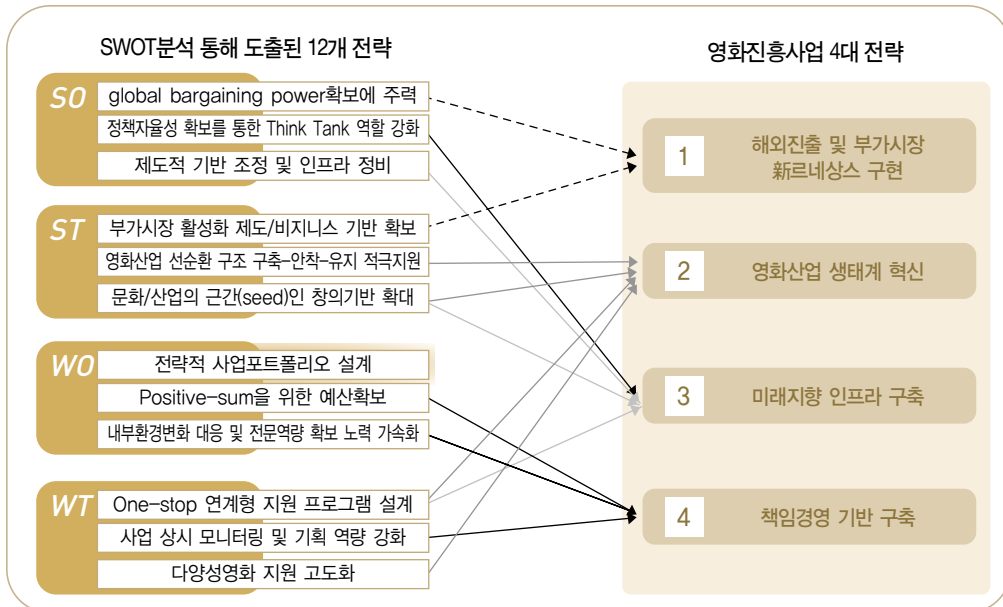 SWOT분석 통해 도출된 12개 전략
SO
global bargaining power확보에 주력
정책자율성 확보를 통한 Think Tank 역할 강화
제도적 기반 조정 및 인프라 정비
ST
부가시장 활성화 제도/비지니스 기반 확보
영화산업 선순환 구조 구축-안착-유지 적극지원
문화/산업의 근간(seed)인 창의기반 확대
WO
전략적 사업포트폴리오 설계
Positive-sum을 위한 예산확보
내부환경변화 대응 및 전문역량 확보 노력 가속화
WT
One-stop 연계형 지원 프로그램 설계
사업 상시 모니터링 및 기획 역량 강화
다양성영화 지원 고도화
영화진흥사업 4대 전략
1
해외진출 및 부가시장
新르네상스 구현
2
영화산업 생태계 혁신
3
미래지향 인프라 구축
4
책임경영 기반 구축